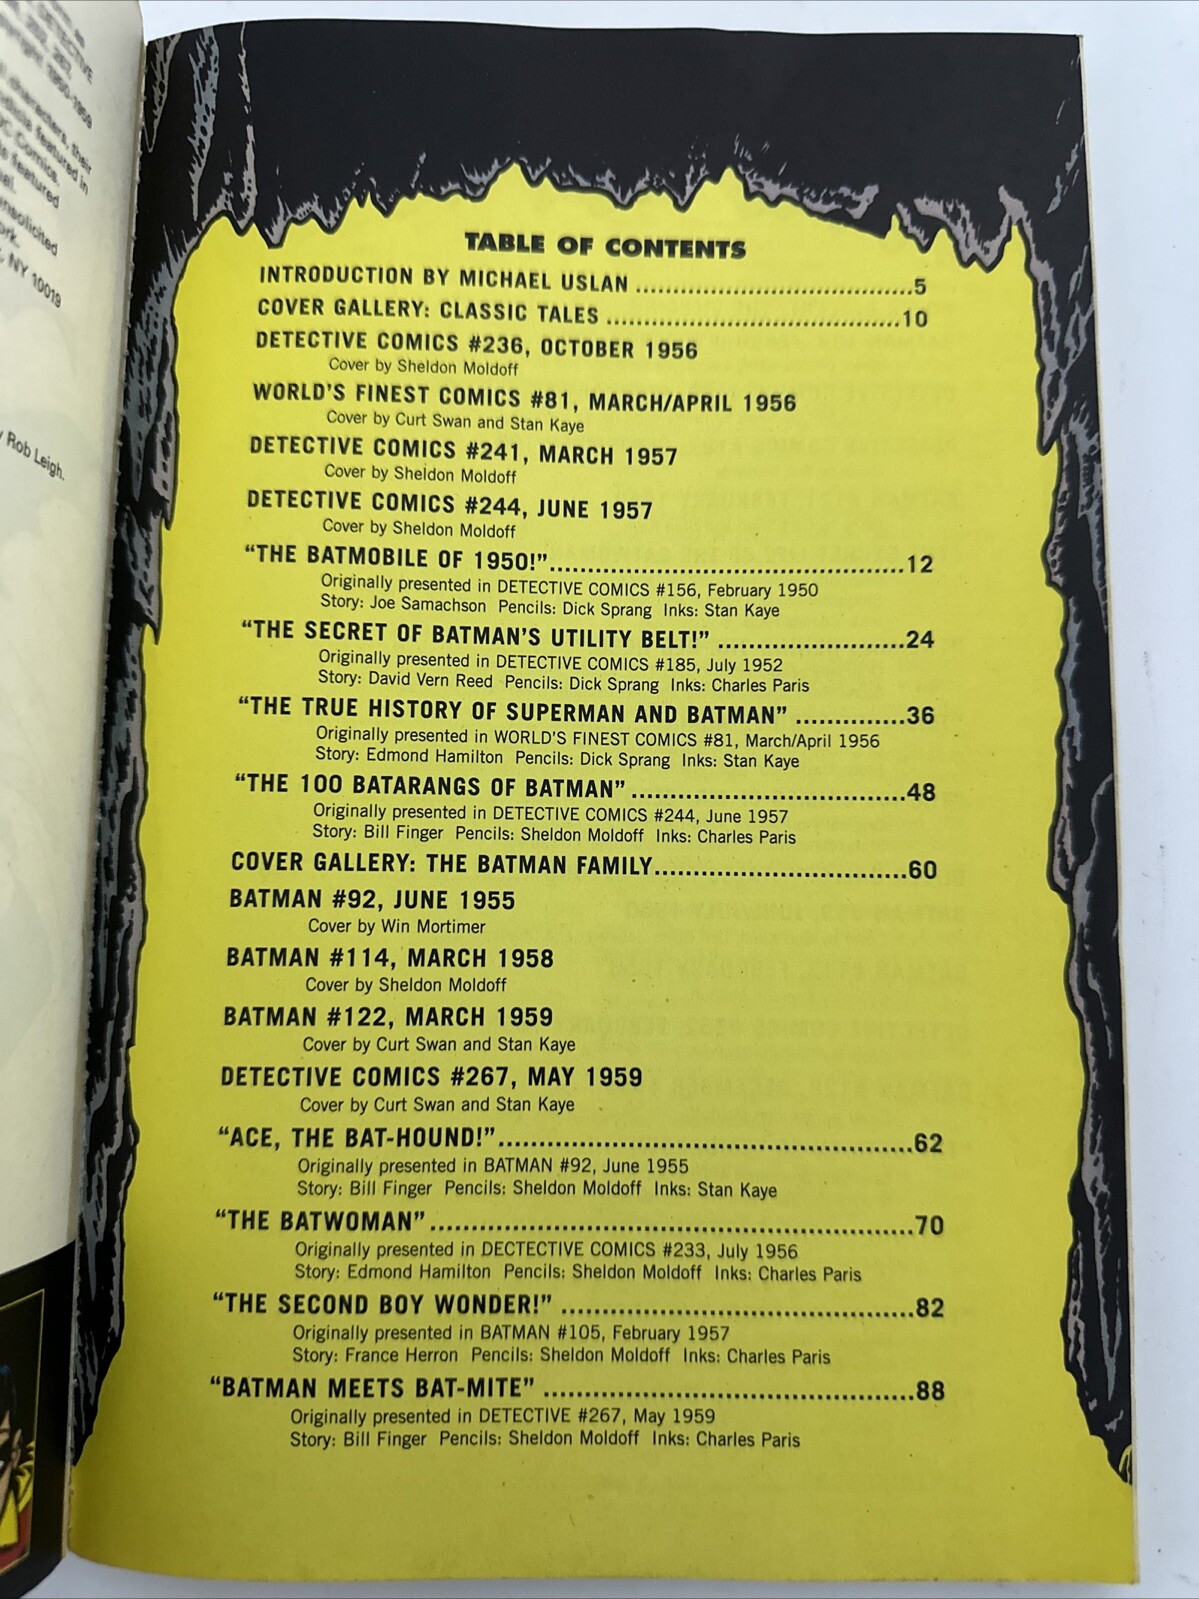 ECTIVE
1950-1959
characters, their
featured in
DC Comics.
featured
unsolicited
NY 10019
Rob Leigh.
TABLE OF CONTENTS
INTRODUCTION BY MICHAEL USLAN ......................................5
COVER GALLERY: CLASSIC TALES ........................................10
DETECTIVE COMICS #236, OCTOBER 1956
Cover by Sheldon Moldoff
WORLD'S FINEST COMICS #81, MARCH/APRIL 1956
Cover by Curt Swan and Stan Kaye
DETECTIVE COMICS #241, MARCH 1957
Cover by Sheldon Moldoff
DETECTIVE COMICS #244, JUNE 1957
Cover by Sheldon Moldoff
“THE BATMOBILE OF 1950!”................................................12
Originally presented in DETECTIVE COMICS #156, February 1950
Story: Joe Samachson Pencils: Dick Sprang Inks: Stan Kaye
“THE SECRET OF BATMAN'S UTILITY BELT!” .........................24
Originally presented in DETECTIVE COMICS #185, July 1952
Story: David Vern Reed Pencils: Dick Sprang Inks: Charles Paris
“THE TRUE HISTORY OF SUPERMAN AND BATMAN” ..............36
Originally presented in WORLD'S FINEST COMICS #81, March/April 1956
Story: Edmond Hamilton Pencils: Dick Sprang Inks: Stan Kaye
“THE 100 BATARANGS OF BATMAN” .....................................48
Originally presented in DETECTIVE COMICS #244, June 1957
Story: Bill Finger Pencils: Sheldon Moldoff Inks: Charles Paris
COVER GALLERY: THE BATMAN FAMILY..................................60
BATMAN #92, JUNE 1955
Cover by Win Mortimer
BATMAN #114, MARCH 1958
Cover by Sheldon Moldoff
BATMAN #122, MARCH 1959
Cover by Curt Swan and Stan Kaye
DETECTIVE COMICS #267, MAY 1959
Cover by Curt Swan and Stan Kaye
“ACE, THE BAT-HOUND!”.......................................................62
Originally presented in BATMAN #92, June 1955
Story: Bill Finger Pencils: Sheldon Moldoff Inks: Stan Kaye
“THE BATWOMAN”................................................................70
Originally presented in DECTECTIVE COMICS #233, July 1956
Story: Edmond Hamilton Pencils: Sheldon Moldoff Inks: Charles Paris
“THE SECOND BOY WONDER!” ...............................................82
Originally presented in BATMAN #105, February 1957
Story: France Herron Pencils: Sheldon Moldoff Inks: Charles Paris
“BATMAN MEETS BAT-MITE” ..................................................88
Originally presented in DETECTIVE #267, May 1959
Story: Bill Finger Pencils: Sheldon Moldoff Inks: Charles Paris